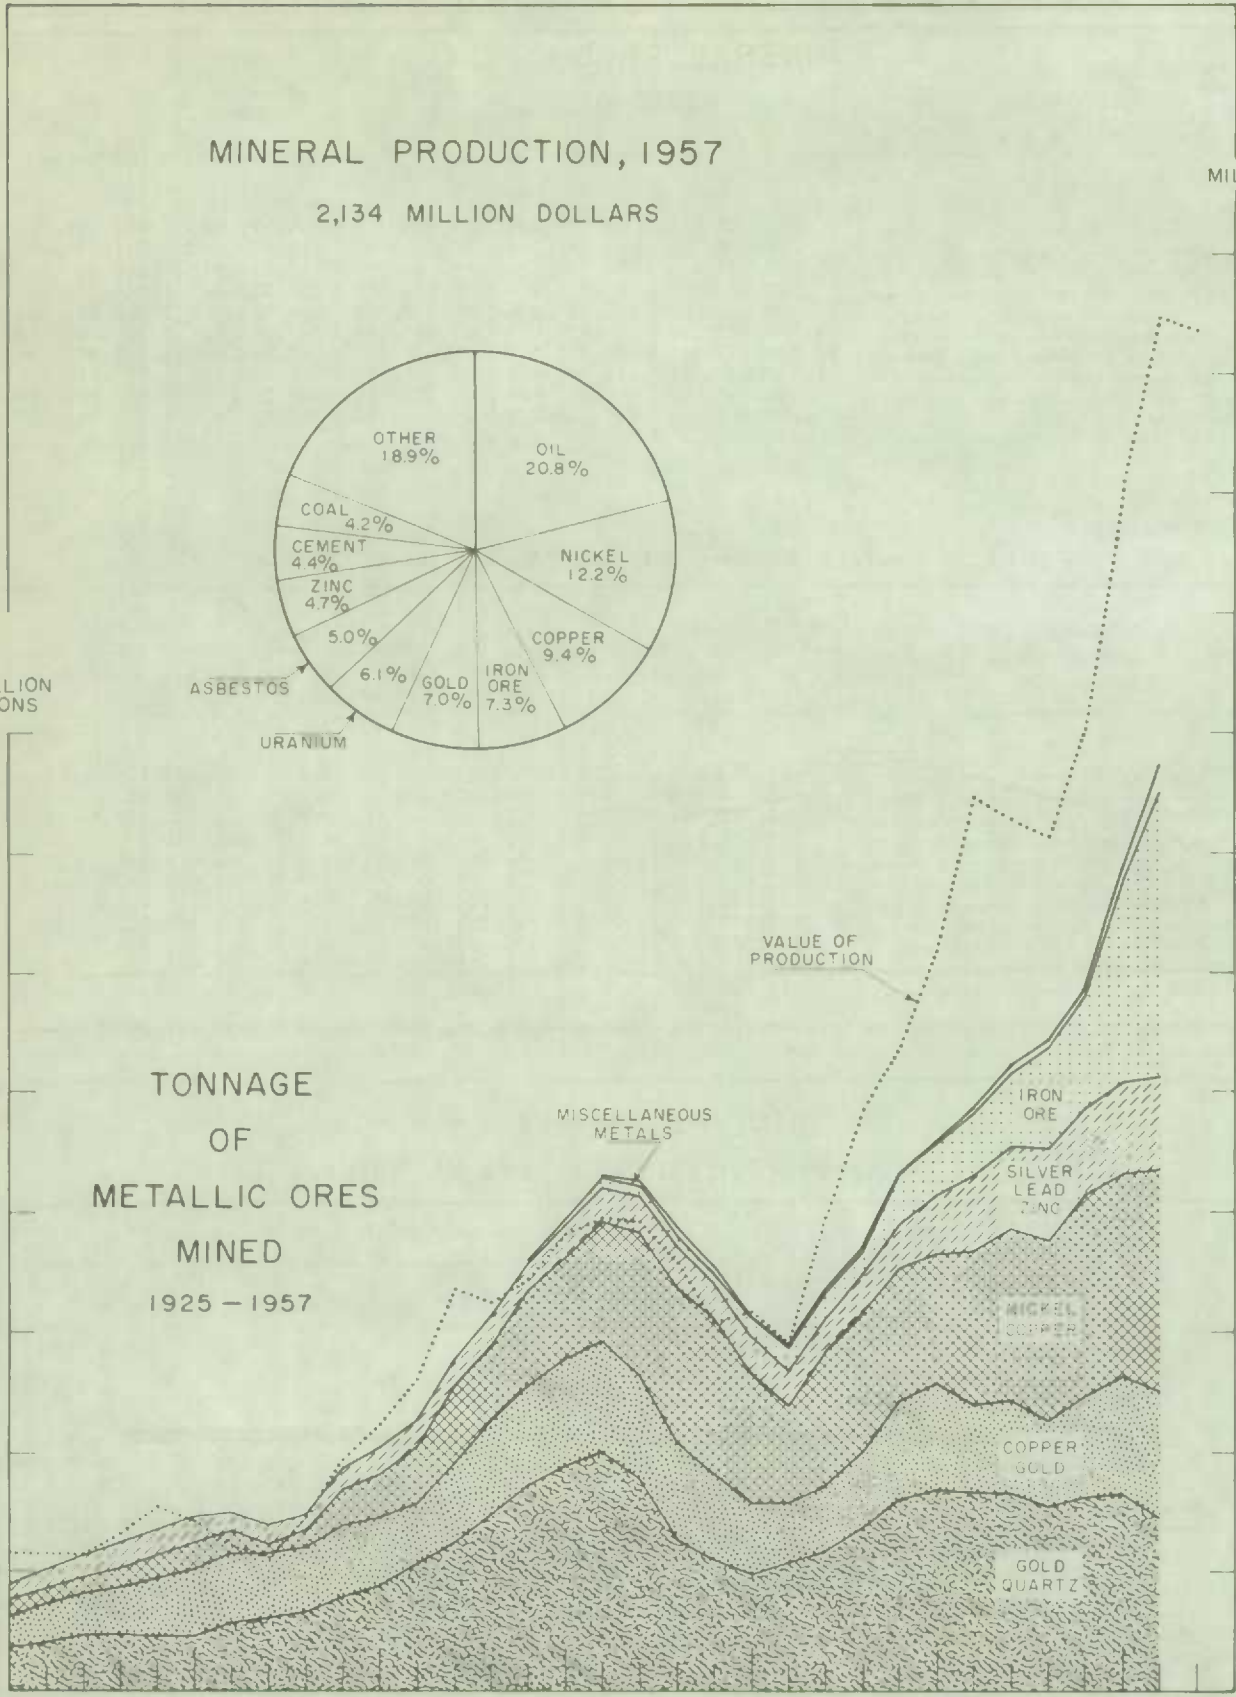 MINERAL PRODUCTION, 1957
2,134 MILLION DOLLARS
MIL
OTHER
18.9%
OIL
20.8%
COAL
4.2%
CEMENT
4.4%
ZINC
4.7%
5.0%
6.1%
GOLD
7.0%
IRON
ORE
7.3%
COPPER
9.4%
NICKEL
12.2%
ASBESTOS
URANIUM
LLION
ONS
VALUE OF
PRODUCTION
TONNAGE
OF
METALLIC ORES
MINED
1925 – 1957
MISCELLANEOUS
METALS
IRON
ORE
SILVER
LEAD
ZINC
NICKEL
COPPER
COPPER
GOLD
GOLD
QUARTZ